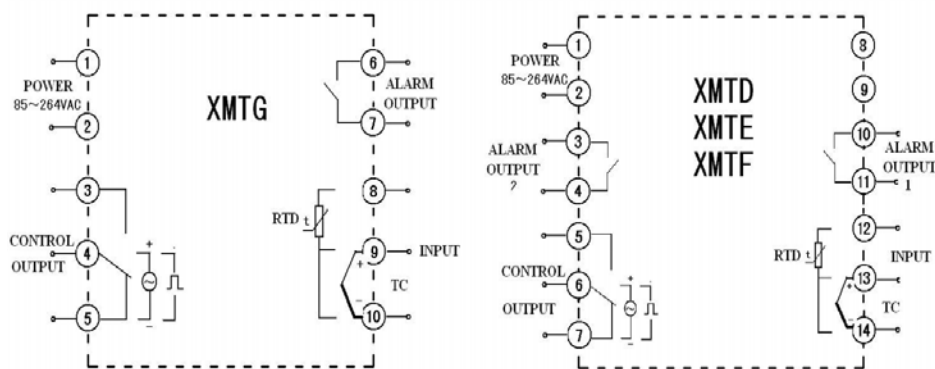 1
POWER
85~264VAC
2
3
CONTROL
4
OUTPUT
+
−
5
XMTG
6
ALARM
OUTPUT
7
8
RTD t
9
INPUT
+
−
TC
10
1
POWER
85~264VAC
2
3
ALARM
OUTPUT
2
4
5
CONTROL
6
OUTPUT
+
−
7
XMTD
XMTE
XMTF
8
9
10
ALARM
OUTPUT
1
11
12
RTD t
INPUT
13
+
−
TC
14